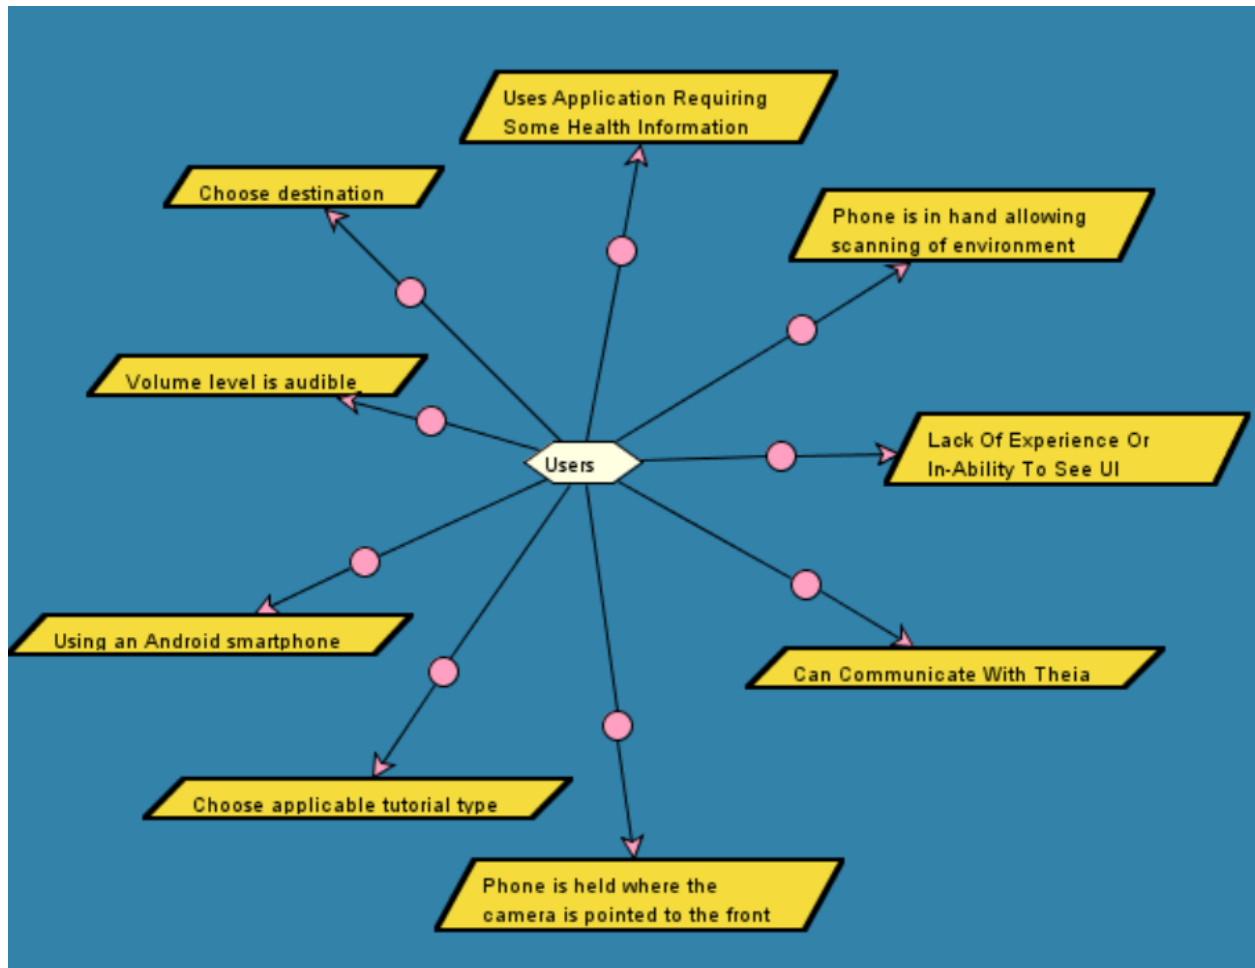 Uses Application Requiring
Some Health Information
Choose destination
Phone is in hand allowing
scanning of environment
Volume level is audible
Lack Of Experience Or
In-Ability To See UI
Users
Using an Android smartphone
Can Communicate With Theia
Choose applicable tutorial type
Phone is held where the
camera is pointed to the front